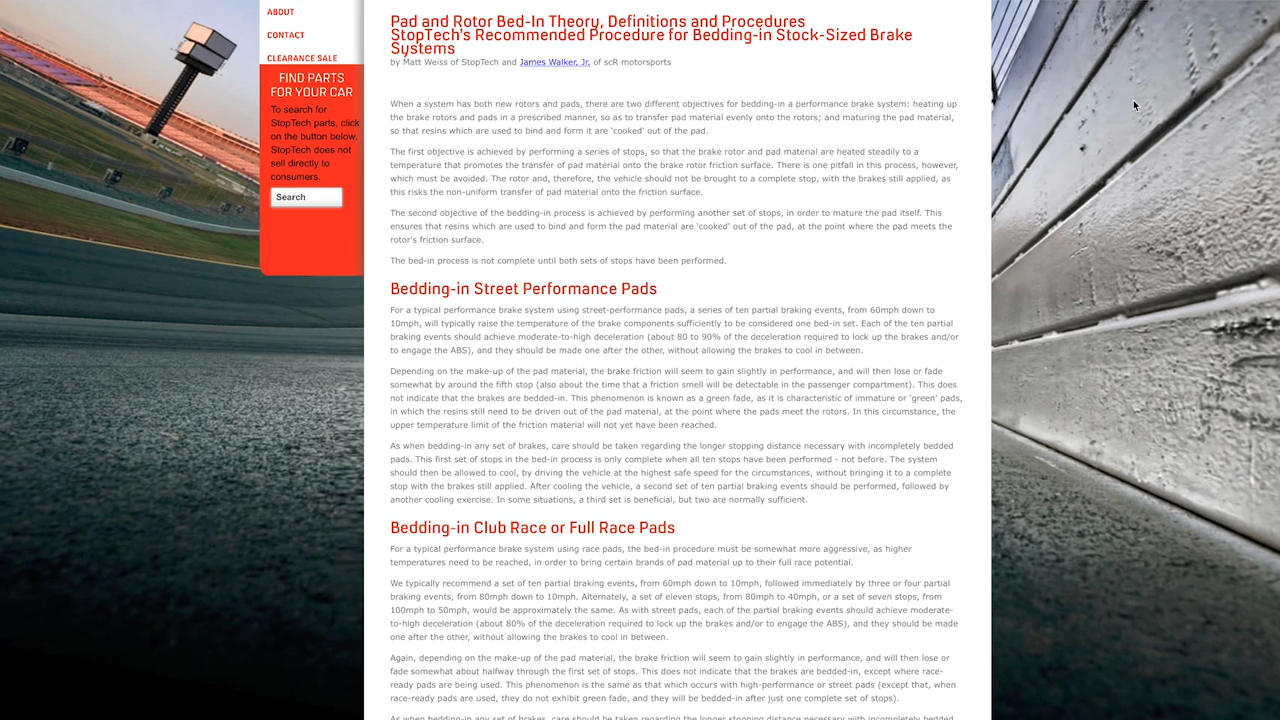 ABOUT
CONTACT
CLEARANCE SALE
FIND PARTS
FOR YOUR CAR
To search for
StopTech parts, click
on the button below.
StopTech does not
sell directly to
consumers.
Search
Pad and Rotor Bed-In Theory, Definitions and Procedures
StopTech's Recommended Procedure for Bedding-in Stock-Sized Brake
Systems
by Matt Weiss of StopTech and James Walker, Jr. of scR motorsports
When a system has both new rotors and pads, there are two different objectives for bedding-in a performance brake system: heating up
the brake rotors and pads in a prescribed manner, so as to transfer pad material evenly onto the rotors; and maturing the pad material,
so that resins which are used to bind and form it are 'cooked' out of the pad.
The first objective is achieved by performing a series of stops, so that the brake rotor and pad material are heated steadily to a
temperature that promotes the transfer of pad material onto the brake rotor friction surface. There is one pitfall in this process, however,
which must be avoided. The rotor and, therefore, the vehicle should not be brought to a complete stop, with the brakes still applied, as
this risks the non-uniform transfer of pad material onto the friction surface.
The second objective of the bedding-in process is achieved by performing another set of stops, in order to mature the pad itself. This
ensures that resins which are used to bind and form the pad material are 'cooked' out of the pad, at the point where the pad meets the
rotor's friction surface.
The bed-in process is not complete until both sets of stops have been performed.
Bedding-in Street Performance Pads
For a typical performance brake system using street-performance pads, a series of ten partial braking events, from 60mph down to
10mph, will typically raise the temperature of the brake components sufficiently to be considered one bed-in set. Each of the ten partial
braking events should achieve moderate-to-high deceleration (about 80 to 90% of the deceleration required to lock up the brakes and/or
to engage the ABS), and they should be made one after the other, without allowing the brakes to cool in between.
Depending on the make-up of the pad material, the brake friction will seem to gain slightly in performance, and will then lose or fade
somewhat by around the fifth stop (also about the time that a friction smell will be detectable in the passenger compartment). This does
not indicate that the brakes are bedded-in. This phenomenon is known as a green fade, as it is characteristic of immature or 'green' pads,
in which the resins still need to be driven out of the pad material, at the point where the pads meet the rotors. In this circumstance, the
upper temperature limit of the friction material will not yet have been reached.
As when bedding-in any set of brakes, care should be taken regarding the longer stopping distance necessary with incompletely bedded
pads. This first set of stops in the bed-in process is only complete when all ten stops have been performed - not before. The system
should then be allowed to cool, by driving the vehicle at the highest safe speed for the circumstances, without bringing it to a complete
stop with the brakes still applied. After cooling the vehicle, a second set of ten partial braking events should be performed, followed by
another cooling exercise. In some situations, a third set is beneficial, but two are normally sufficient.
Bedding-in Club Race or Full Race Pads
For a typical performance brake system using race pads, the bed-in procedure must be somewhat more aggressive, as higher
temperatures need to be reached, in order to bring certain brands of pad material up to their full race potential.
We typically recommend a set of ten partial braking events, from 60mph down to 10mph, followed immediately by three or four partial
braking events, from 80mph down to 10mph. Alternately, a set of eleven stops, from 80mph to 40mph, or a set of seven stops, from
100mph to 50mph, would be approximately the same. As with street pads, each of the partial braking events should achieve moderate-
to-high deceleration (about 80% of the deceleration required to lock up the brakes and/or to engage the ABS), and they should be made
one after the other, without allowing the brakes to cool in between.
Again, depending on the make-up of the pad material, the brake friction will seem to gain slightly in performance, and will then lose or
fade somewhat about halfway through the first set of stops. This does not indicate that the brakes are bedded-in, except where race-
ready pads are being used. This phenomenon is the same as that which occurs with high-performance or street pads (except that, when
race-ready pads are used, they do not exhibit green fade, and they will be bedded-in after just one complete set of stops).
As when bedding-in any set of brakes, care should be taken regarding the longer stopping distance necessary with incompletely bedded